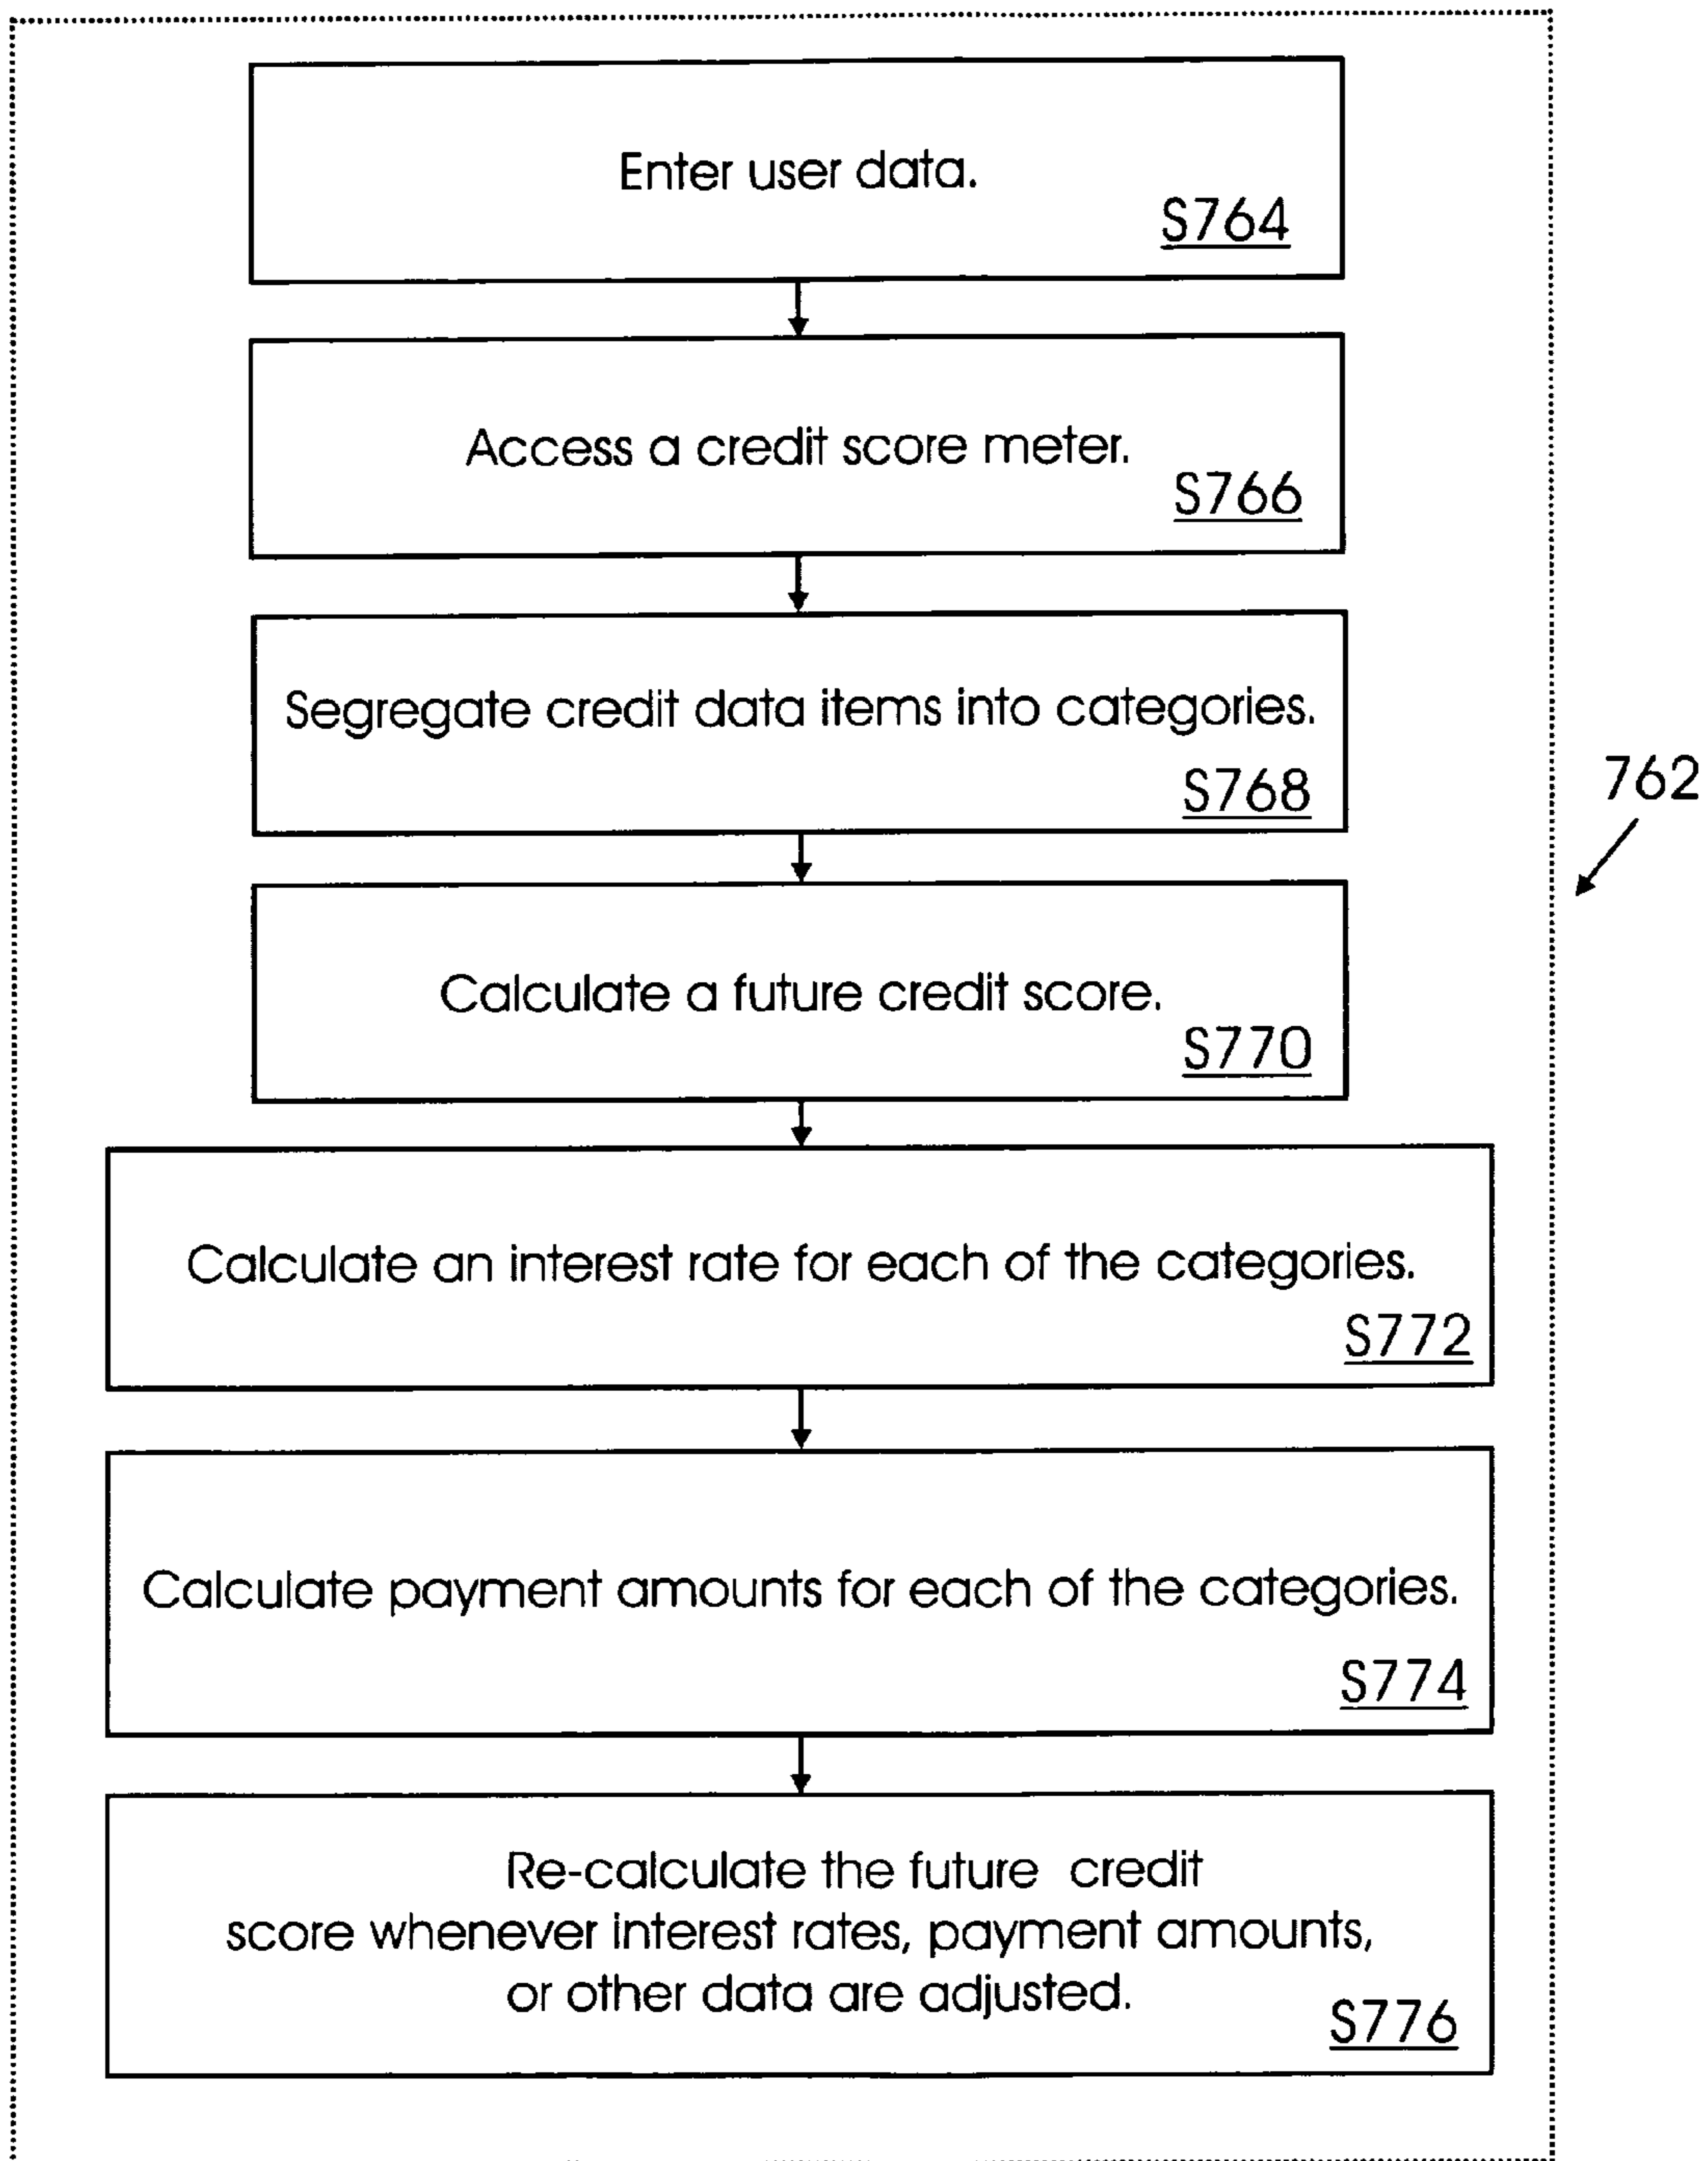 Enter user data.
S764
Access a credit score meter.
S766
Segregate credit data items into categories.
S768
762
Calculate a future credit score.
S770
Calculate an interest rate for each of the categories.
S772
Calculate payment amounts for each of the categories.
S774
Re-calculate the future credit
score whenever interest rates, payment amounts,
or other data are adjusted.
S776